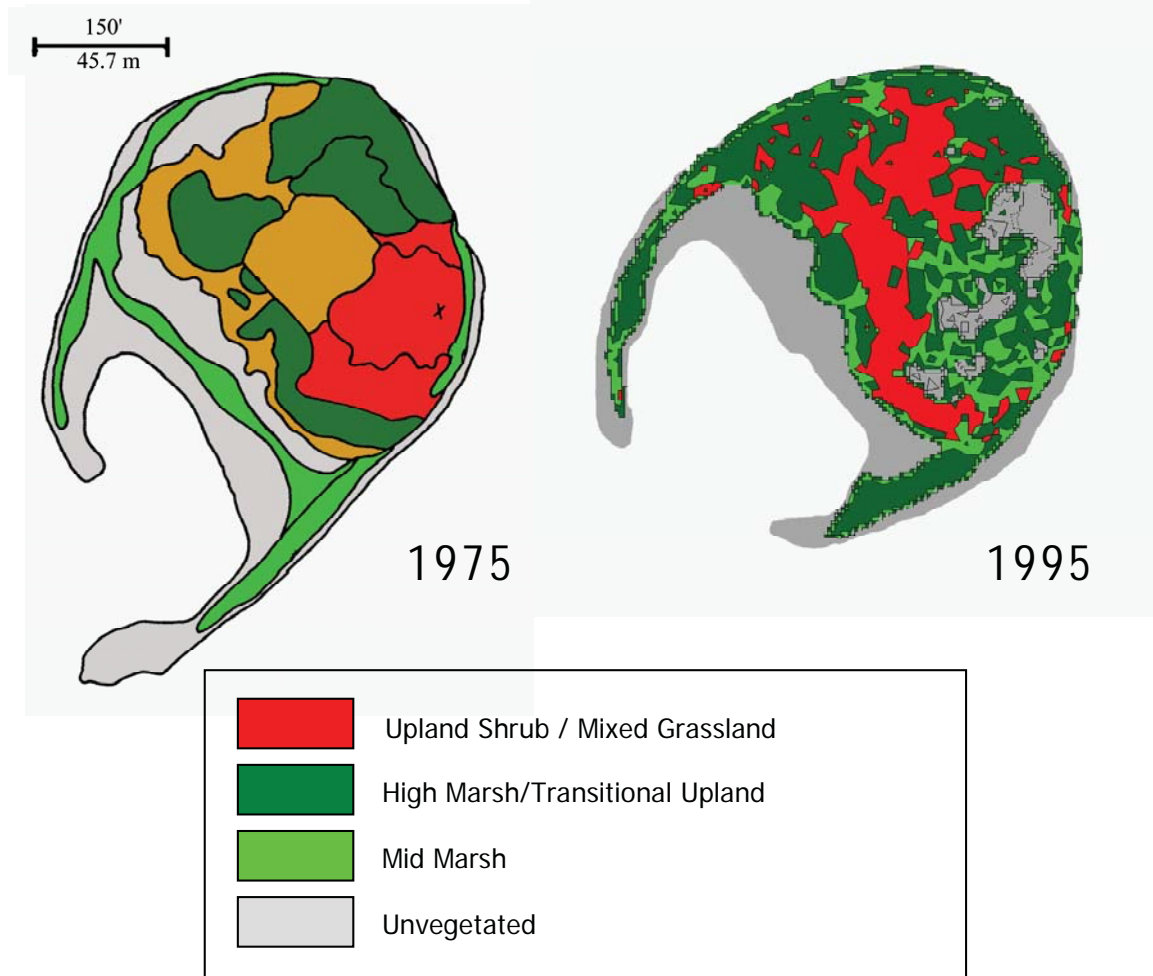 150'
45.7 m
x
1975
1995
Upland Shrub / Mixed Grassland
High Marsh/Transitional Upland
Mid Marsh
Unvegetated